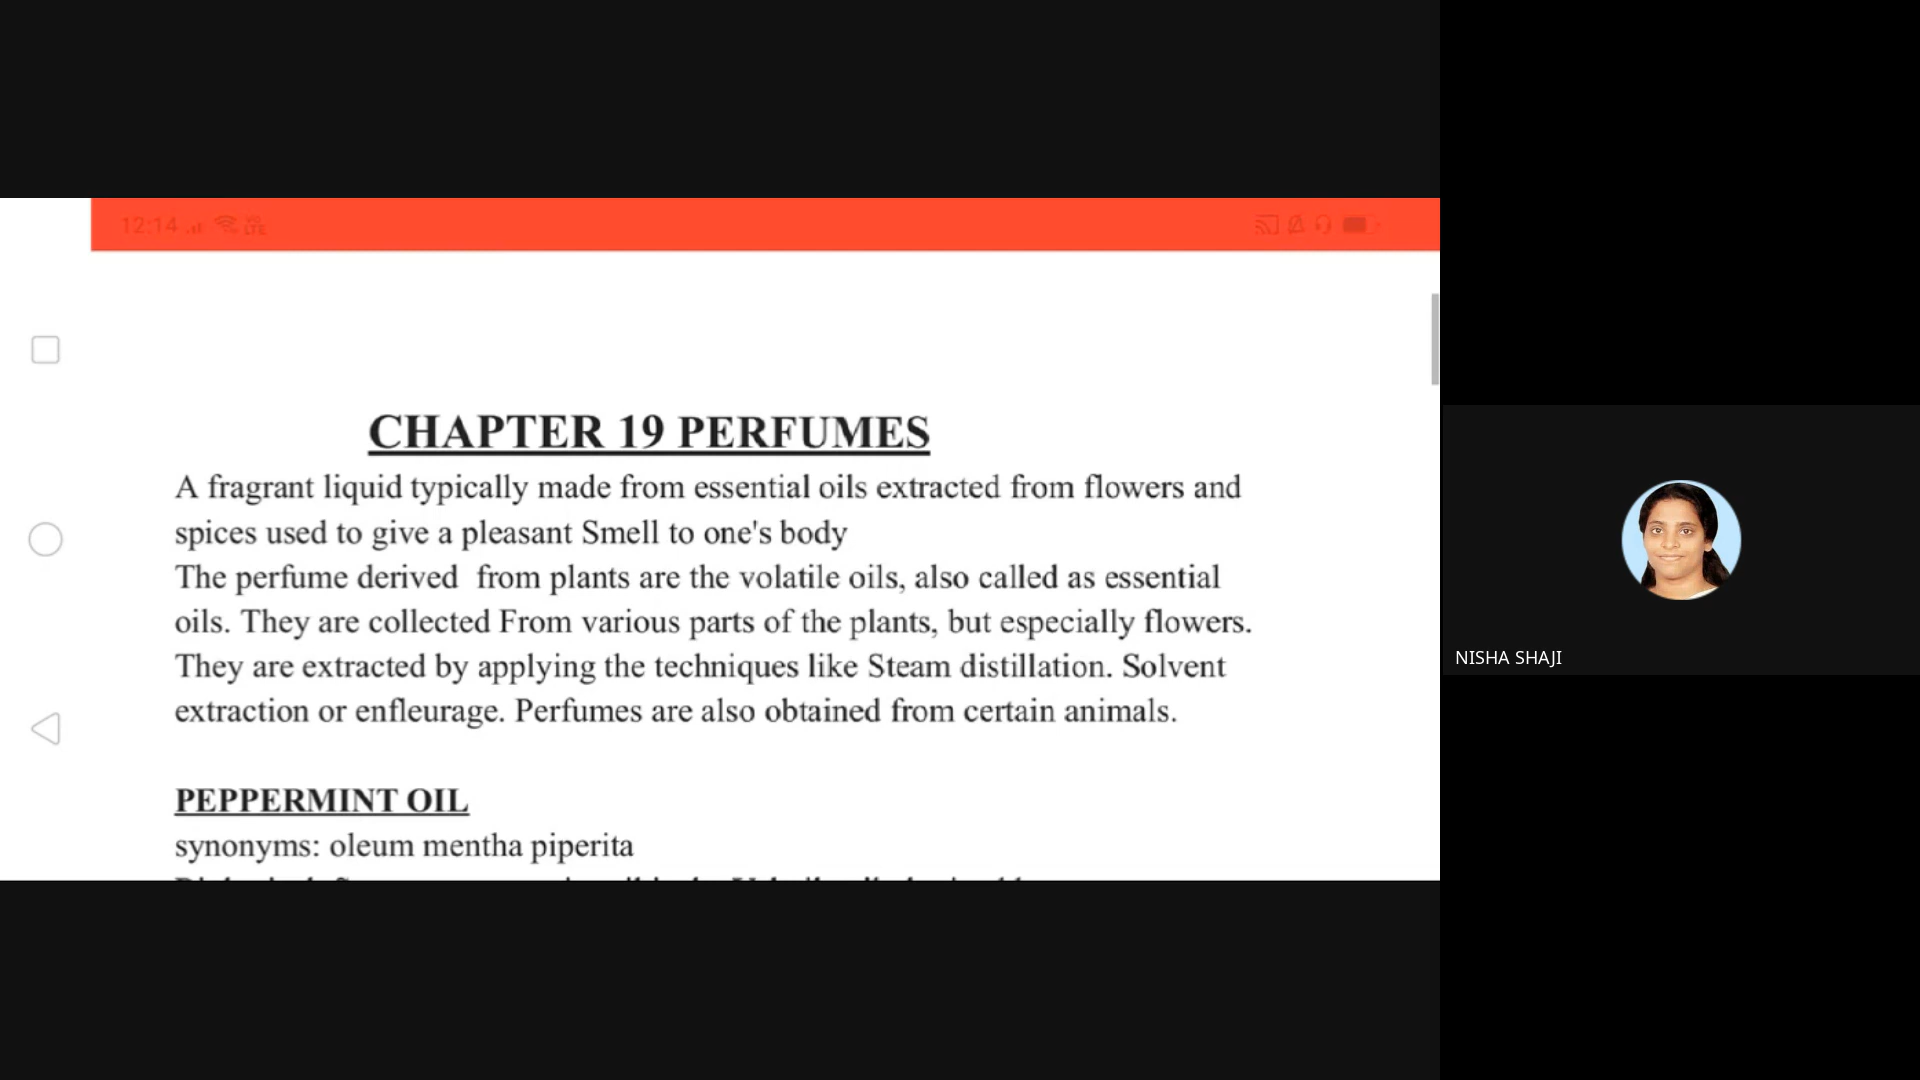 12:14
VO
LTE
CHAPTER 19 PERFUMES
A fragrant liquid typically made from essential oils extracted from flowers and
spices used to give a pleasant Smell to one's body
The perfume derived  from plants are the volatile oils, also called as essential
oils. They are collected From various parts of the plants, but especially flowers.
They are extracted by applying the techniques like Steam distillation. Solvent
extraction or enfleurage. Perfumes are also obtained from certain animals.
PEPPERMINT OIL
synonyms: oleum mentha piperita
NISHA SHAJI